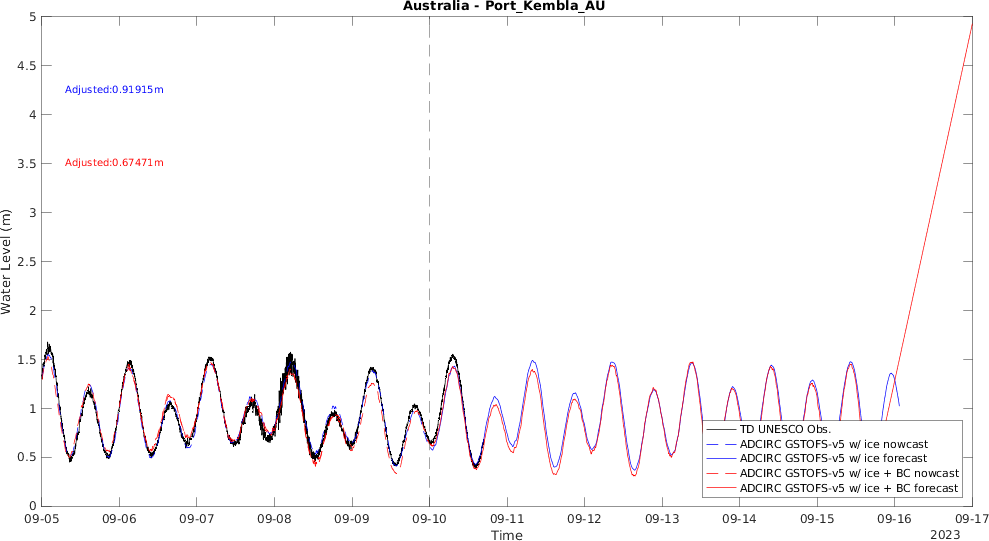 Australia - Port_Kembla_AU
5
4.5
4
3.5
3
2.5
2
1.5
1
0.5
0
Water Level (m)
Adjusted:0.91915m
Adjusted:0.67471m
TD UNESCO Obs.
ADCIRC GSTOFS-v5 w/ ice nowcast
ADCIRC GSTOFS-v5 w/ ice forecast
ADCIRC GSTOFS-v5 w/ ice + BC nowcast
ADCIRC GSTOFS-v5 w/ ice + BC forecast
09-05 09-06 09-07 09-08 09-09 09-10 09-11 09-12 09-13 09-14 09-15 09-16 09-17
Time
2023